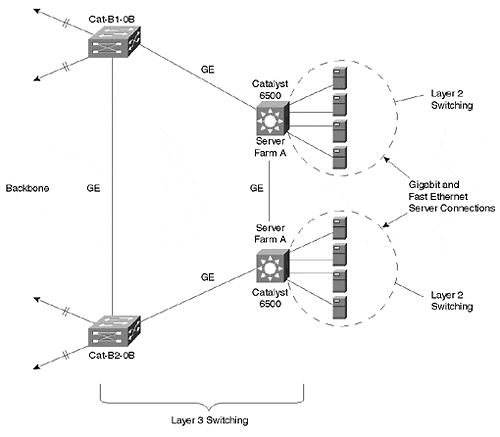 Cat-B1-0B
GE
Catalyst
6500
Layer 2
Switching
Server
Farm A
Backbone
GE
GE
Gigabit and
Fast Ethernet
Server Connections
Server
Farm A
GE
Catalyst
6500
Layer 2
Switching
Cat-B2-0B
Layer 3 Switching